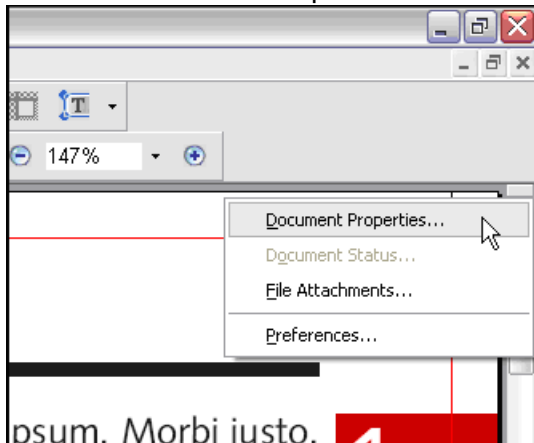 T
147%
Document Properties...
Document Status...
File Attachments...
Preferences...
psum. Morbi justo.